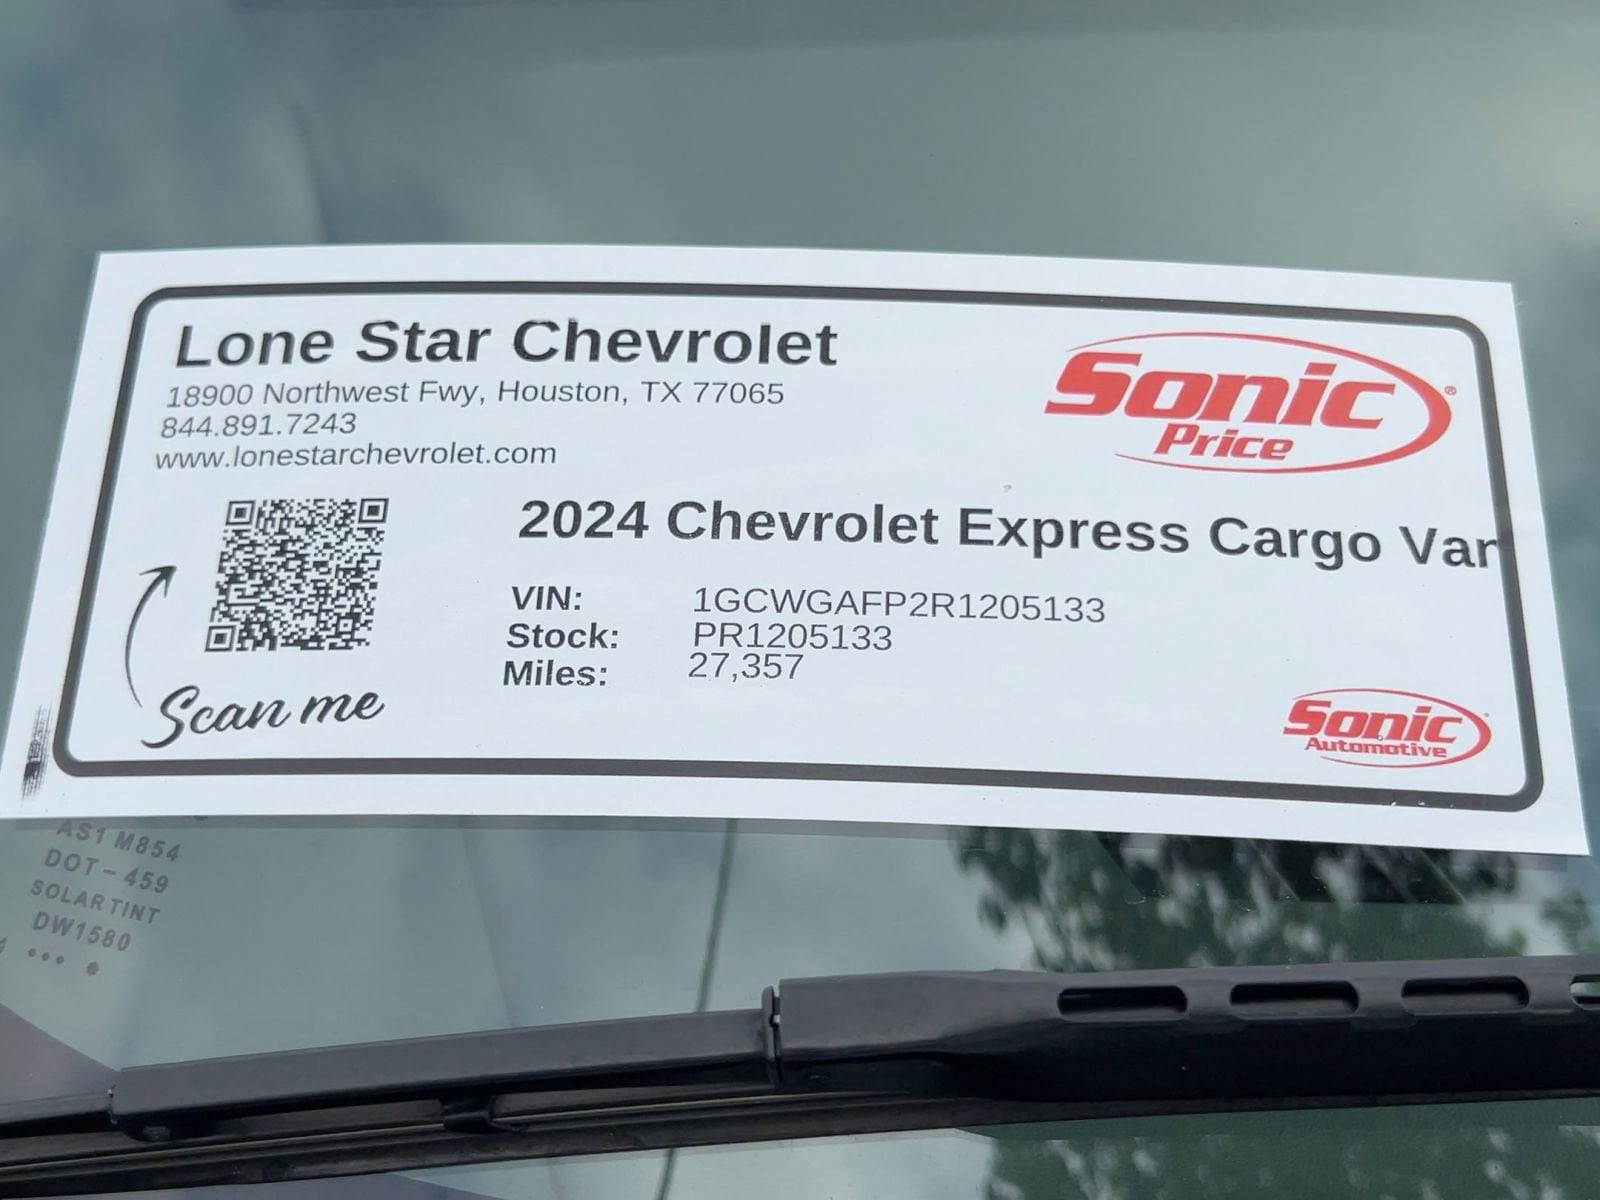 Lone Star Chevrolet
18900 Northwest Fwy, Houston, TX 77065
844.891.7243
www.lonestarchevrolet.com
Sonic®
Price
2024 Chevrolet Express Cargo Van
VIN: 1GCWGAFP2R1205133
Stock: PR1205133
Miles: 27,357
Scan me
Sonic
Automotive
AS1 M854
DOT-459
SOLARTINT
DW1580